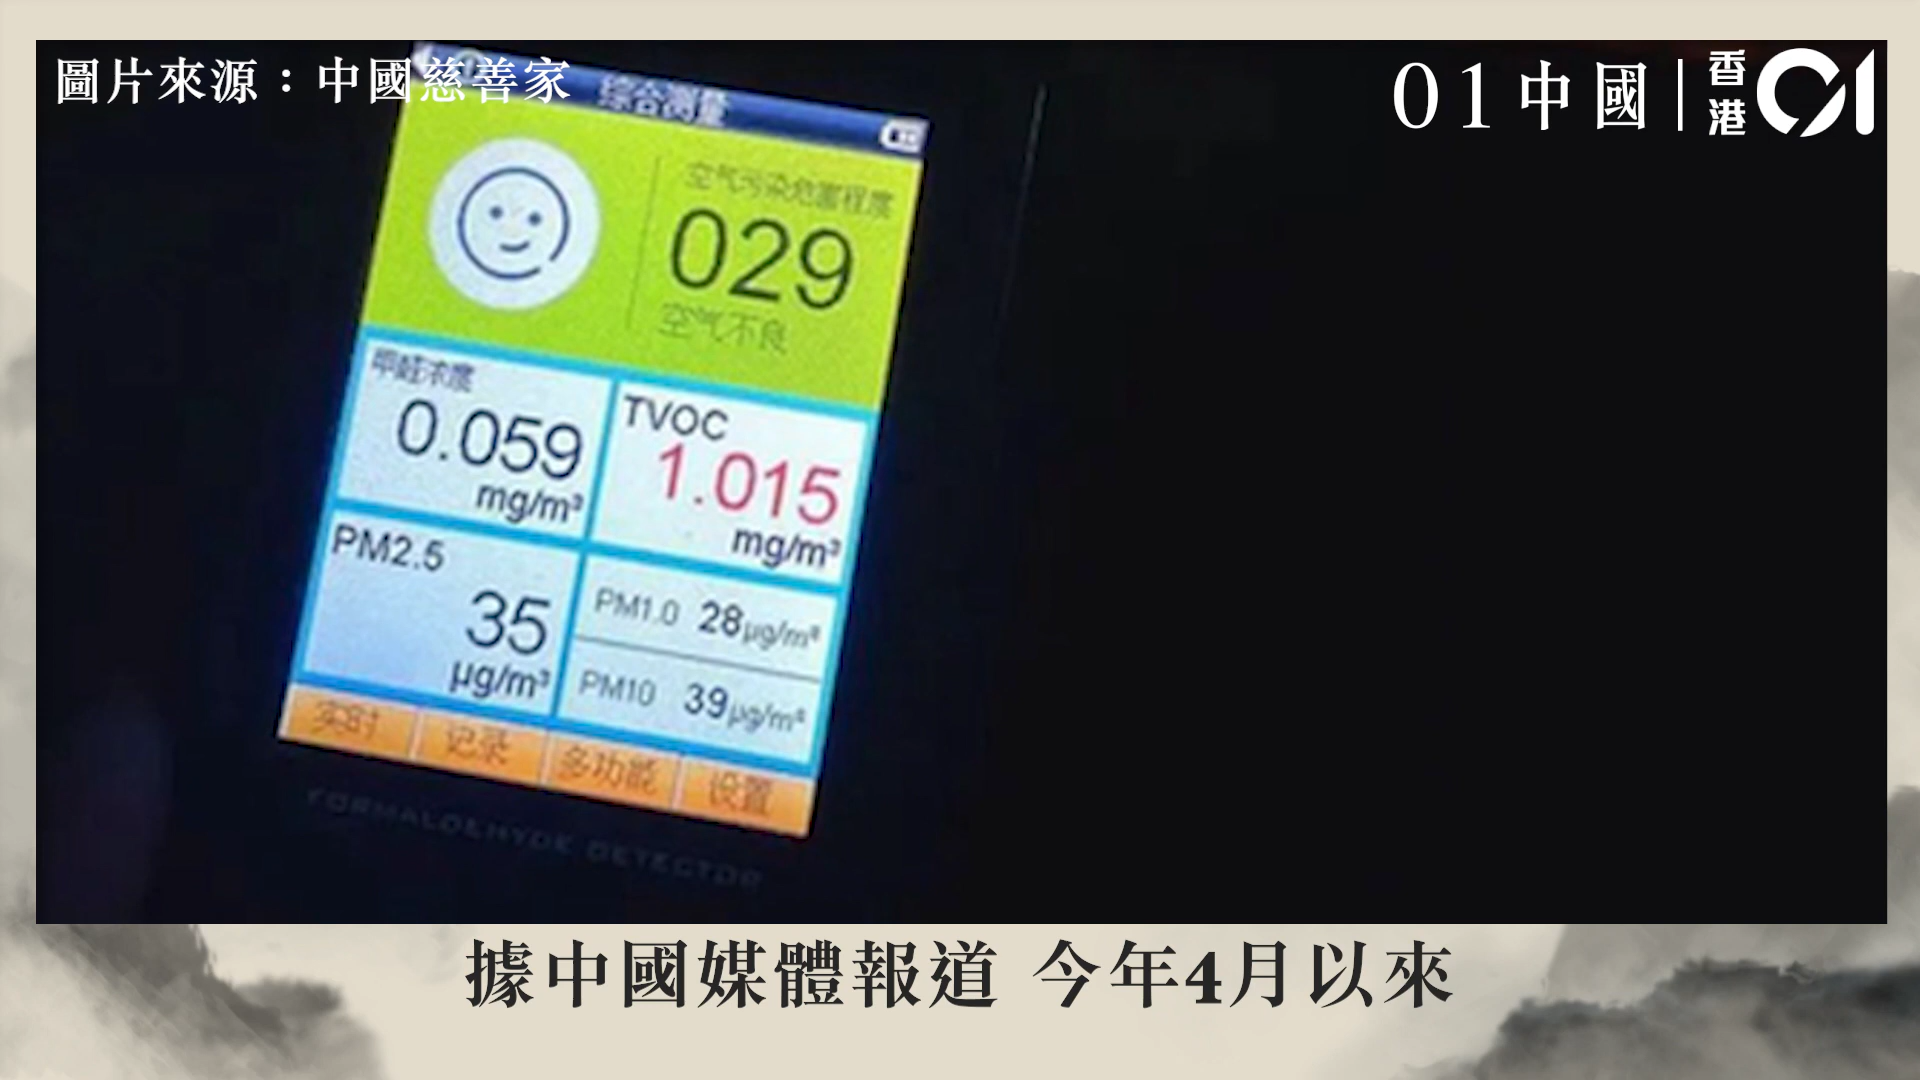 圖片來源：中國慈善家
01中國|香港01
综合测量
空气污染危害程度
029
空气不良
甲醛浓度
0.059
mg/m³
TVOC
1.015
mg/m³
PM2.5
35
μg/m³
PM1.0 28μg/m³
PM10 39μg/m³
实时 记录 多功能 设置
FORMALDEHYDE DETECTOR
據中國媒體報道 今年4月以來